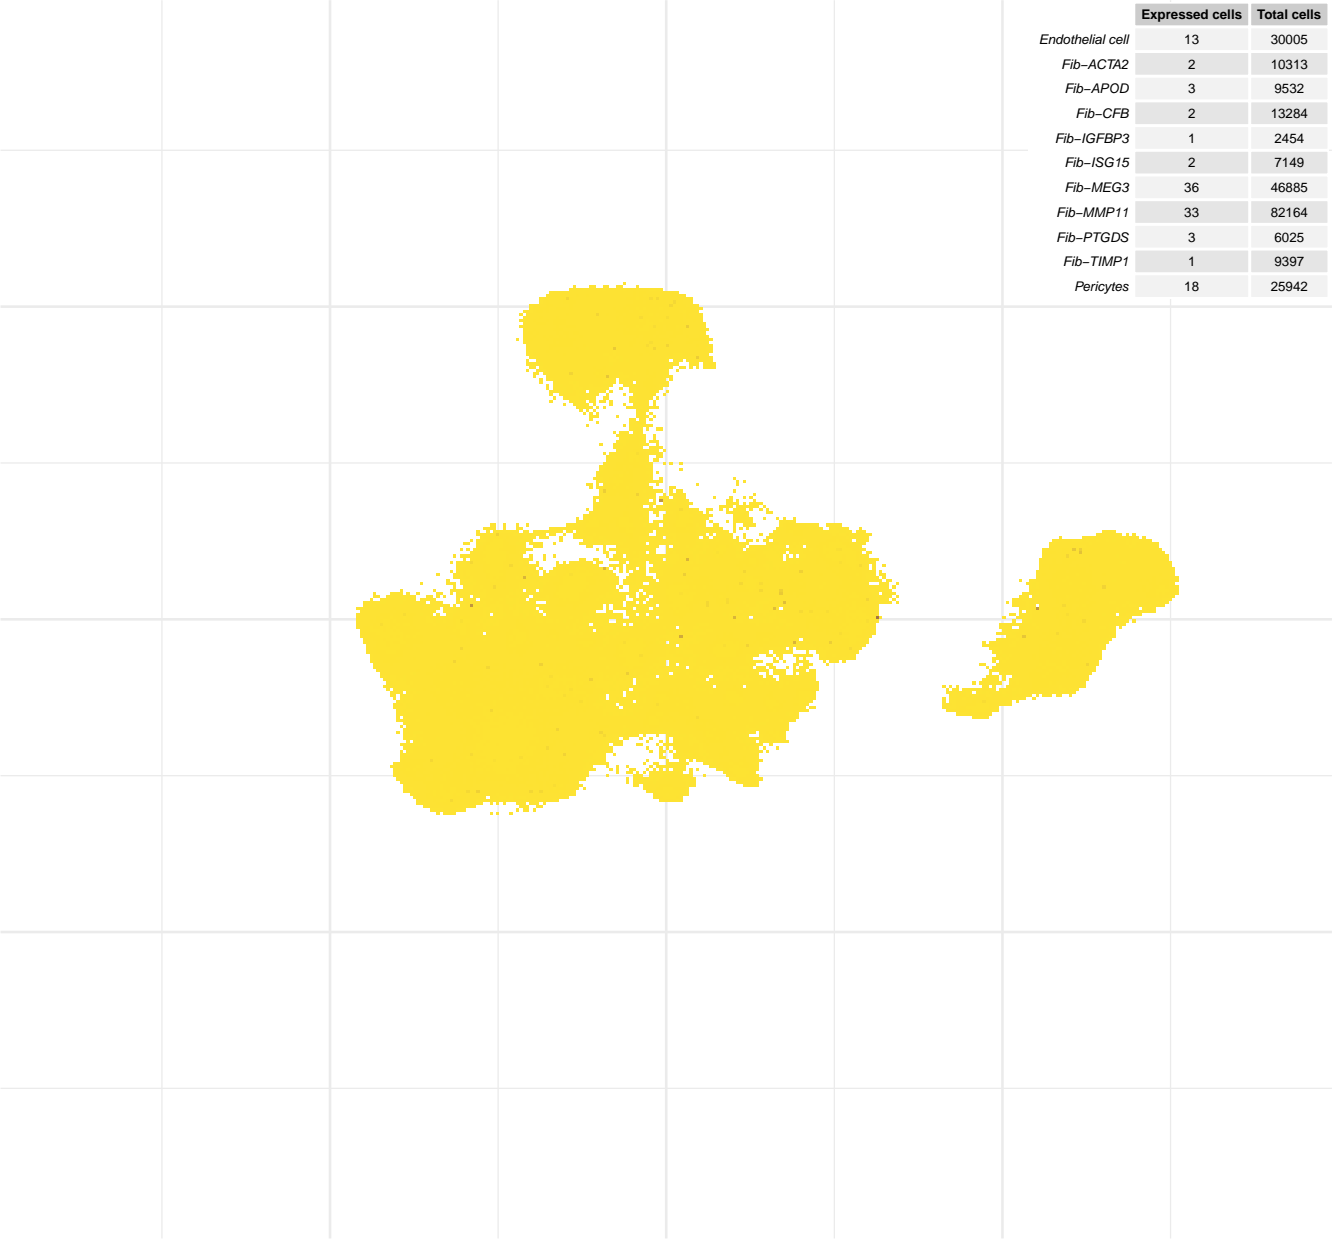 Expressed cells Total cells
Endothelial cell 13 30005
Fib−ACTA2 2 10313
Fib−APOD 3 9532
Fib−CFB 2 13284
Fib−IGFBP3 1 2454
Fib−ISG15 2 7149
Fib−MEG3 36 46885
Fib−MMP11 33 82164
Fib−PTGDS 3 6025
Fib−TIMP1 1 9397
Pericytes 18 25942